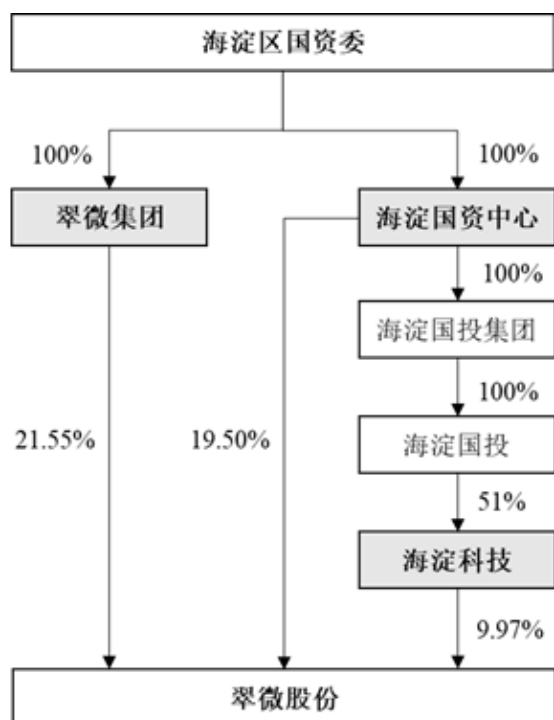 海淀区国资委
100%
100%
翠微集团
海淀国资中心
100%
海淀国投集团
100%
21.55%
19.50%
海淀国投
51%
海淀科技
9.97%
翠微股份